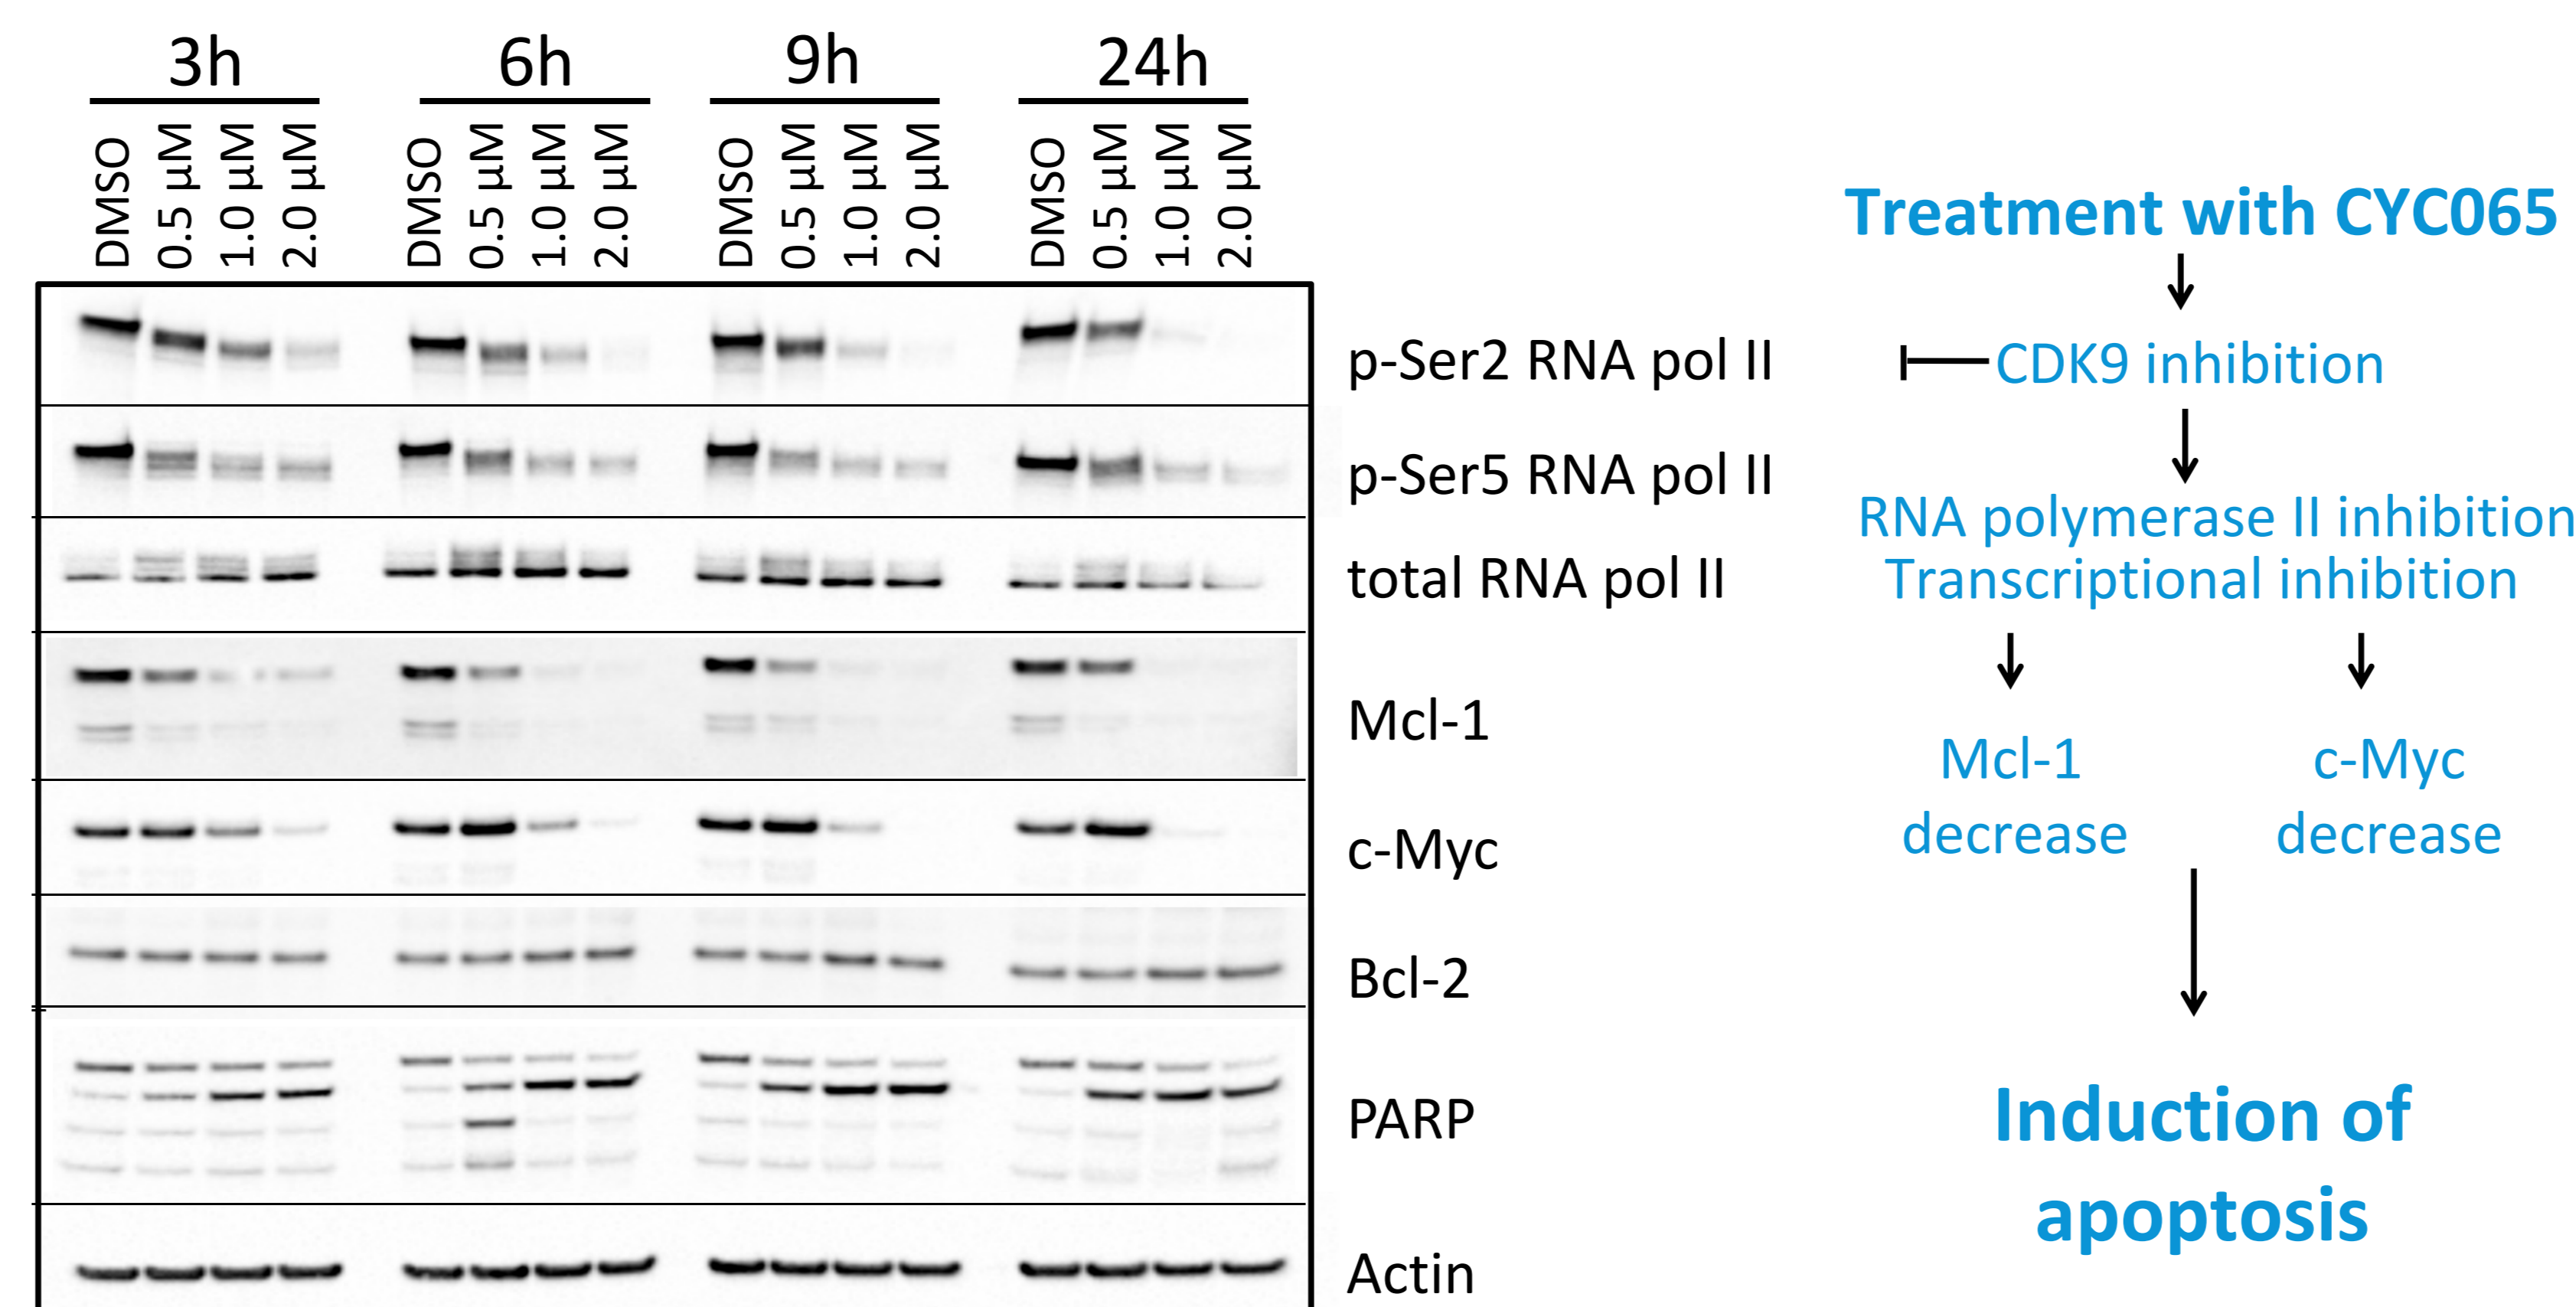 3h 6h 9h 24h
DMSO 0.5 µM 1.0 µM 2.0 µM DMSO 0.5 µM 1.0 µM 2.0 µM DMSO 0.5 µM 1.0 µM 2.0 µM DMSO 0.5 µM 1.0 µM 2.0 µM
p-Ser2 RNA pol II
p-Ser5 RNA pol II
total RNA pol II
Mcl-1
c-Myc
Bcl-2
PARP
Actin
Treatment with CYC065
CDK9 inhibition
RNA polymerase II inhibition
Transcriptional inhibition
Mcl-1
decrease
c-Myc
decrease
Induction of
apoptosis